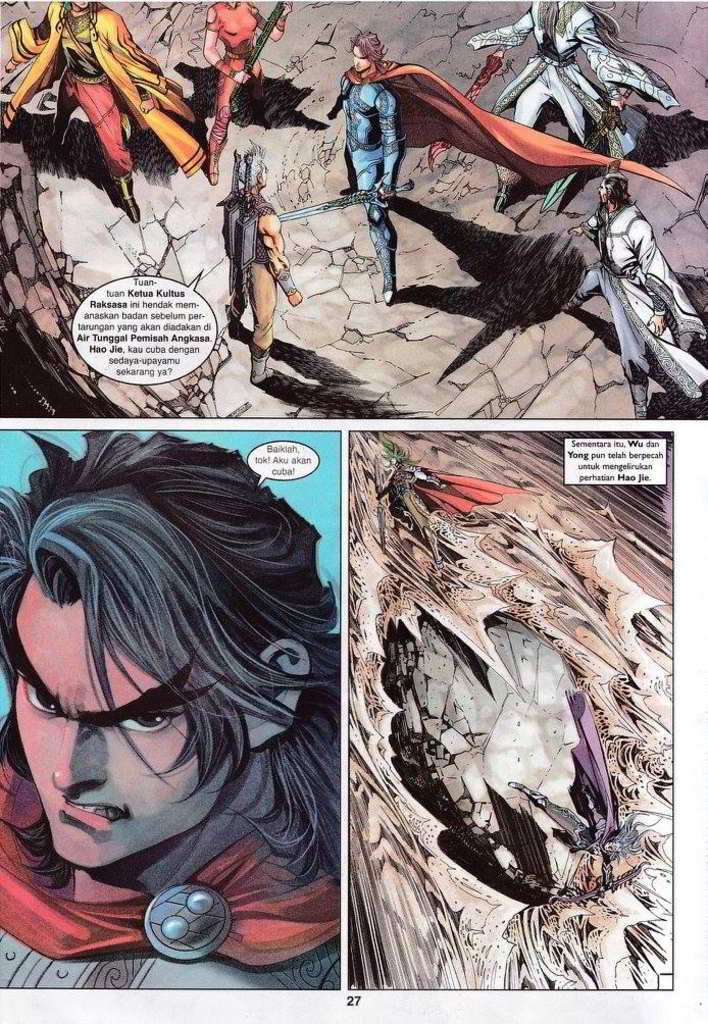 Tuan-
tuan Ketua Kultus
Raksasa ini hendak mem-
anaskan badan sebelum per-
tarungan yang akan diadakan di
Air Tunggal Pemisah Angkasa.
Hao Jie, kau cuba dengan
sedaya-upayamu
sekarang ya?
Baiklah,
tok! Aku akan
cuba!
Sementara itu, Wu dan
Yong pun telah berpecah
untuk mengelirukan
perhatian Hao Jie.
27